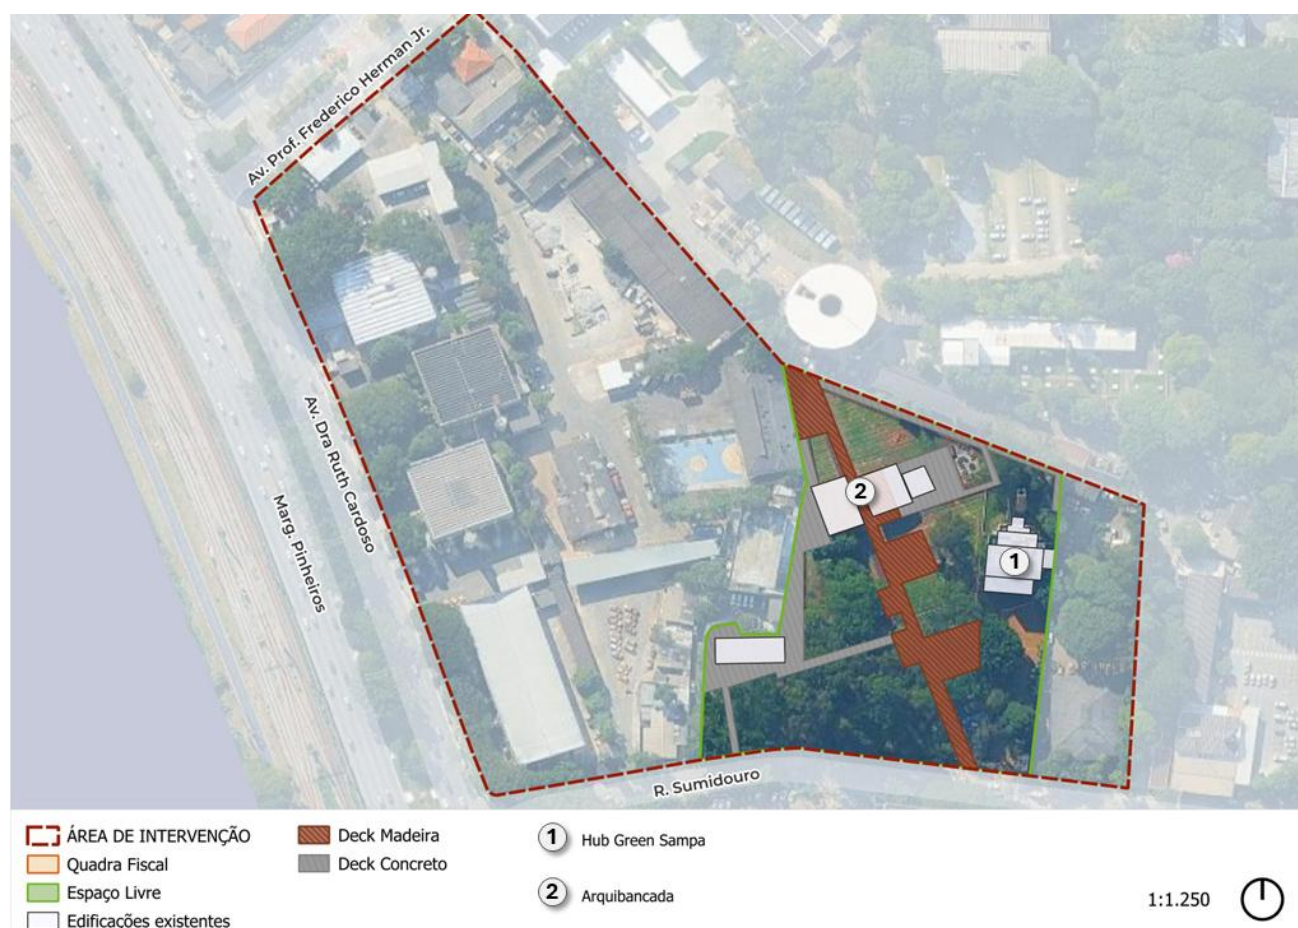 Av. Prof. Frederico Herman Jr.
Av. Dra Ruth Cardoso
Marg. Pinheiros
2
1
R. Sumidouro
ÁREA DE INTERVENÇÃO
Quadra Fiscal
Espaço Livre
Edificações existentes
Deck Madeira
Deck Concreto
1 Hub Green Sampa
2 Arquibancada
1:1.250